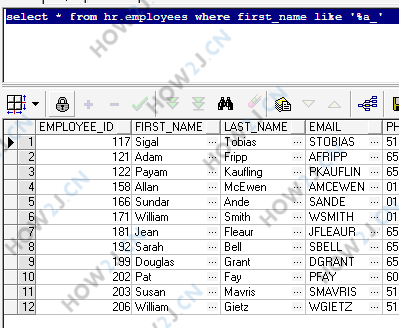 select * from hr.employees where first_name like '%a_'
EMPLOYEE_ID FIRST_NAME LAST_NAME EMAIL PH
1 117 Sigal ... Tobias ... STOBIAS ... 51
2 121 Adam ... Fripp ... AFRIPP ... 65
3 122 Payam ... Kaufling ... PKAUFLIN ... 65
4 158 Allan ... McEwen ... AMCEWEN ... 01
5 166 Sundar ... Ande ... SANDE ... 01
6 171 William ... Smith ... WSMITH ... 01
7 181 Jean ... Fleaur ... JFLEAUR ... 65
8 192 Sarah ... Bell ... SBELL ... 65
9 199 Douglas ... Grant ... DGRANT ... 65
10 202 Pat ... Fay ... PFAY ... 60
11 203 Susan ... Mavris ... SMAVRIS ... 51
12 206 William ... Gietz ... WGIETZ ... 51
HOW2J.CN